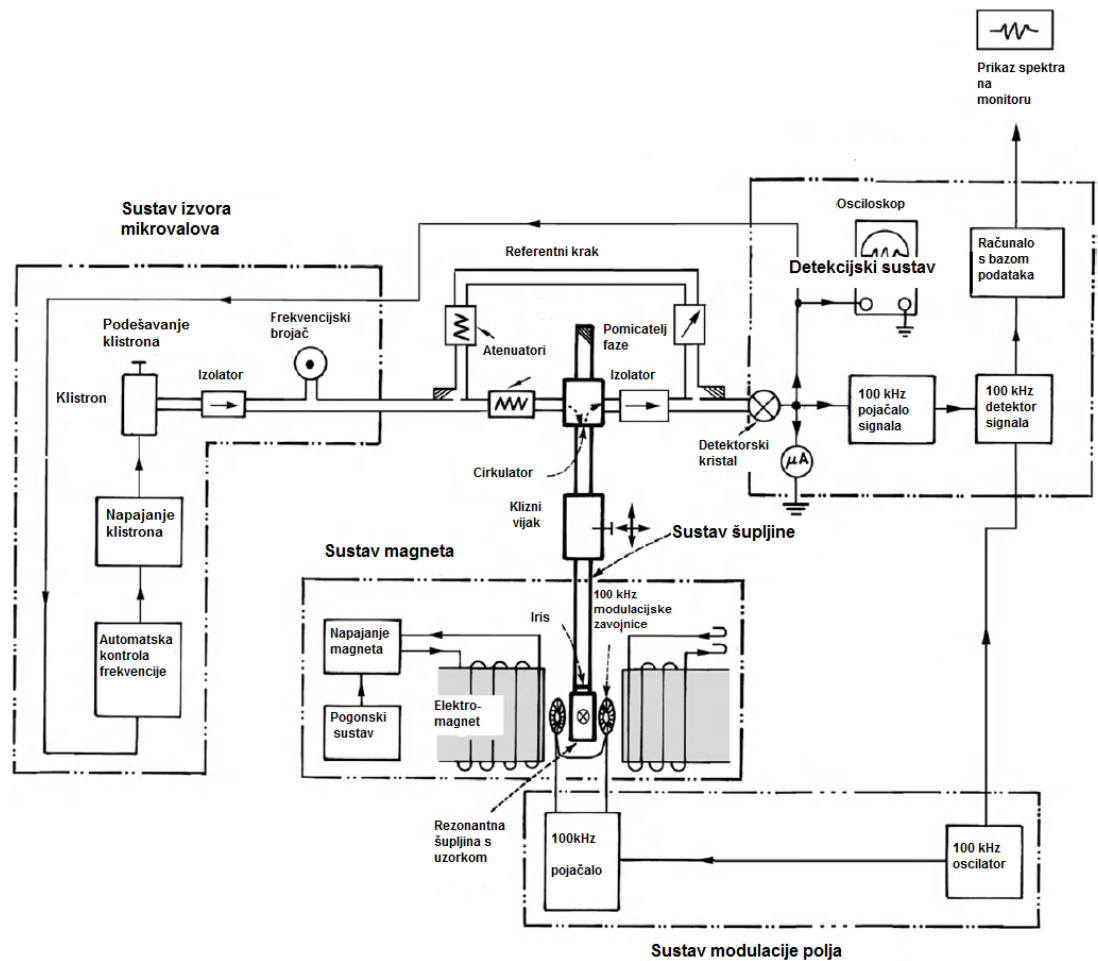 Prikaz spektra
na
monitoru
Sustav izvora
mikrovalova
Osciloskop
Referentni krak
Detekcijski sustav
Računalo
s bazom
podataka
Podešavanje
klistrona
Frekvencijski
brojač
Atenuatori
Pomicatelj
faze
Izolator
Izolator
Klistron
100 kHz
pojačalo
signala
100 kHz
detektor
signala
Detektorski
kristal
Cirkulator
μA
Napajanje
klistrona
Klizni
vijak
Sustav šupljine
Sustav magneta
100 kHz
modulacijske
zavojnice
Iris
Automatska
kontrola
frekvencije
Napajanje
magneta
Pogonski
sustav
Elektro-
magnet
Rezonantna
šupljina s
uzorkom
100kHz
pojačalo
100 kHz
oscilator
Sustav modulacije polja